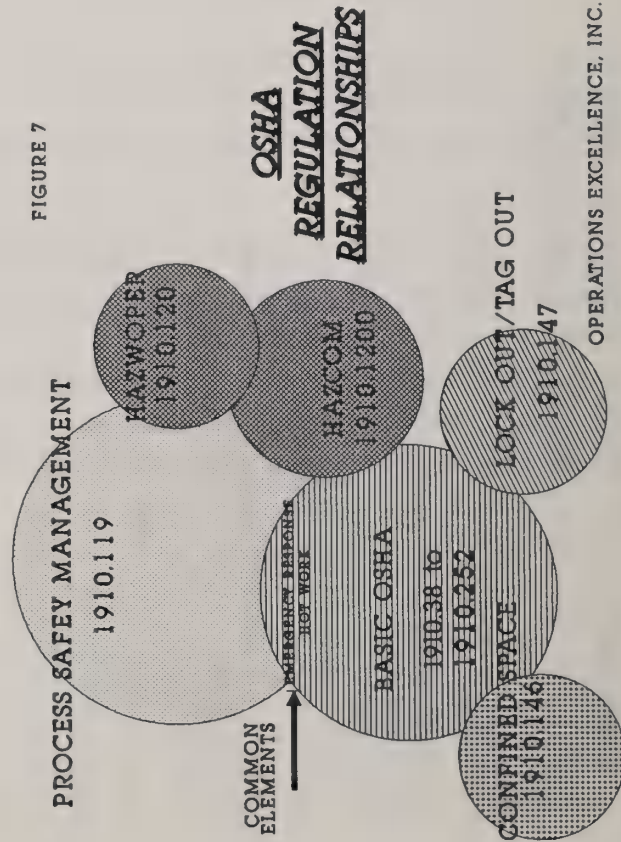 FIGURE 7
OSHA
REGULATION
RELATIONSHIPS
PROCESS SAFEY MANAGEMENT
1910.119
HAZWOPER
1910.120
HAZCOM
1910.1200
COMMON
ELEMENTS
EMERGENCY RESPONSE
HOT WORK
BASIC OSHA
1910.38 to
1910.252
LOCK OUT/TAG OUT
1910.147
CONFINED SPACE
1910.146
OPERATIONS EXCELLENCE, INC.